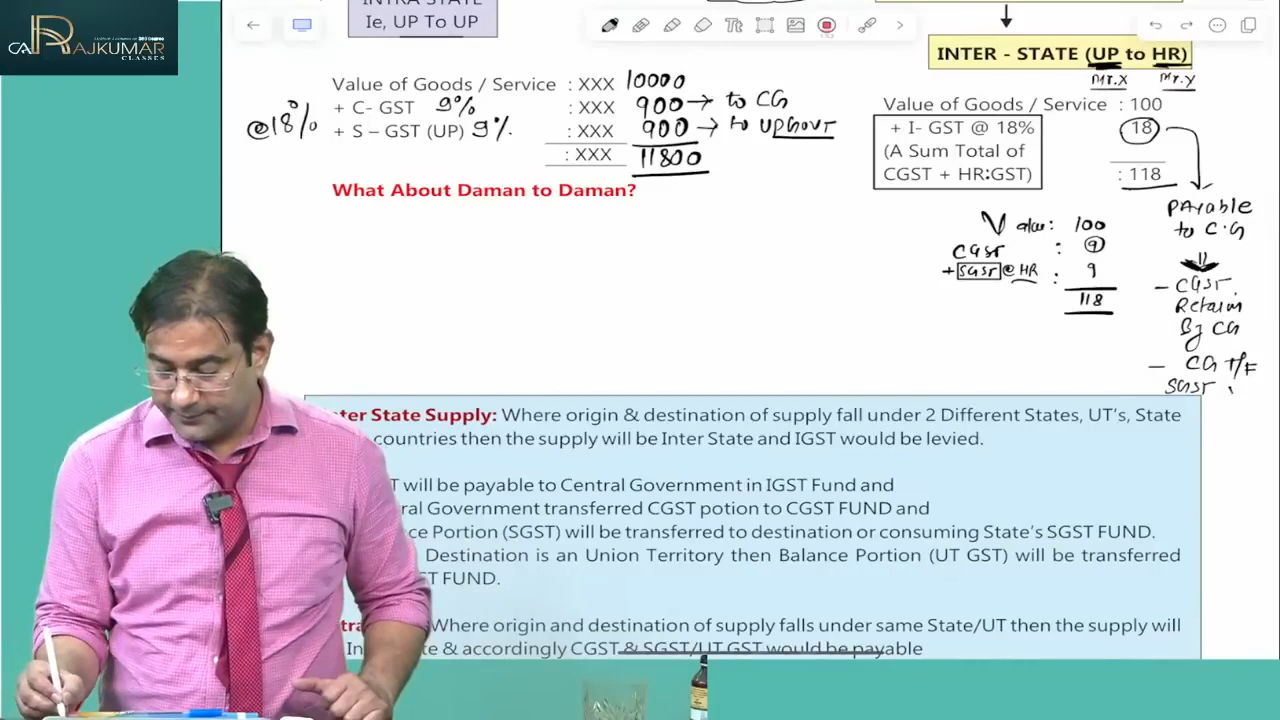 CA RAJKUMAR
CLASSES
INTRA STATE
Ie, UP To UP
Value of Goods / Service : XXX 10000
+ C- GST 9% : XXX 900 → to CG
@18% + S – GST (UP) 9% : XXX 900 → to UPGOVT
: XXX 11800
What About Daman to Daman?
INTER - STATE (UP to HR)
Mr.X Mr.Y
Value of Goods / Service : 100
+ I- GST @ 18% 18
(A Sum Total of
CGST + HR:GST) : 118
Payable
to C.G
Value: 100
CGST : 9
+ SGST @ HR : 9
118
- CGST
Retain
By CG
- CG T/F
SGST
nter State Supply: Where origin & destination of supply fall under 2 Different States, UT's, State
countries then the supply will be Inter State and IGST would be levied.
T will be payable to Central Government in IGST Fund and
ral Government transferred CGST potion to CGST FUND and
ce Portion (SGST) will be transferred to destination or consuming State's SGST FUND.
Destination is an Union Territory then Balance Portion (UT GST) will be transferred
ST FUND.
tra Where origin and destination of supply falls under same State/UT then the supply will
In te & accordingly CGST & SGST/UT GST would be payable